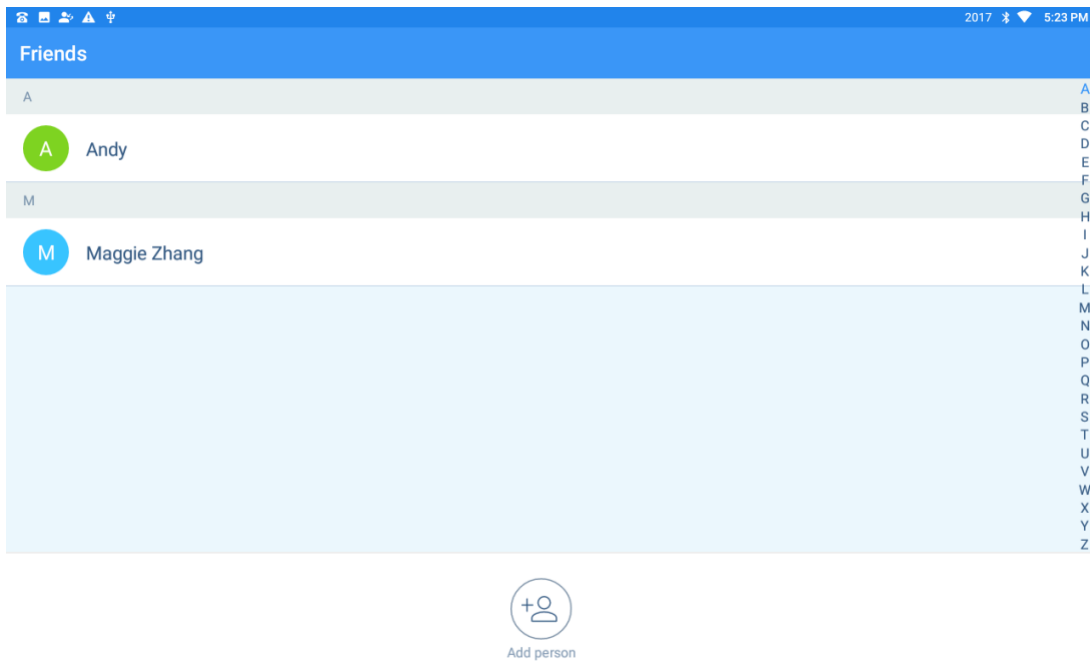 2017 5:23 PM
Friends
A
A Andy
M
M Maggie Zhang
A
B
C
D
E
F
G
H
I
J
K
L
M
N
O
P
Q
R
S
T
U
V
W
X
Y
Z
Add person